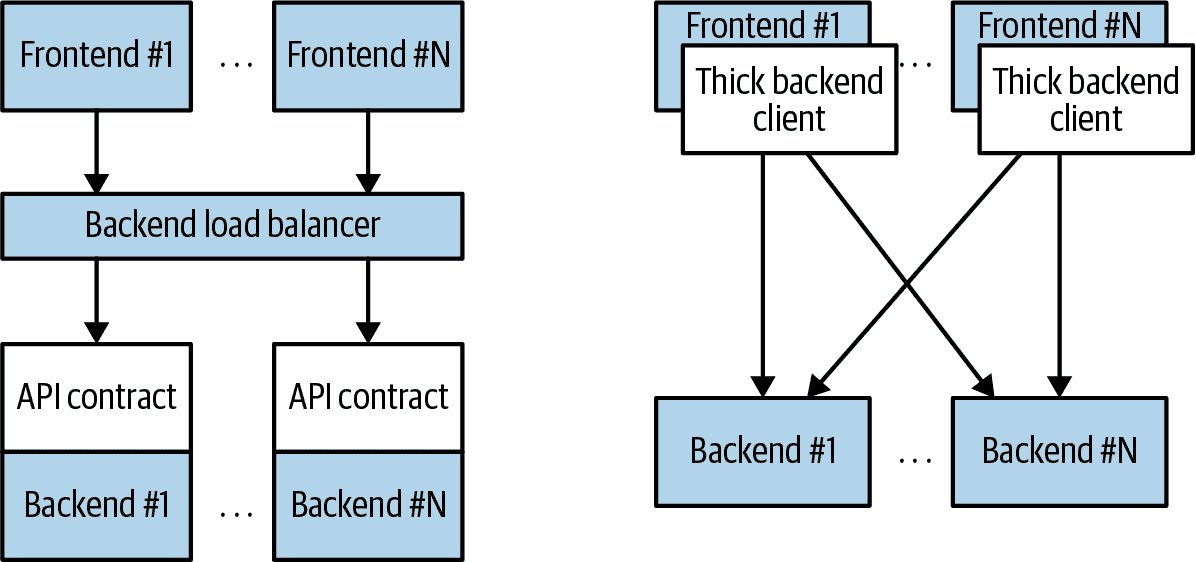 Frontend #1
...
Frontend #N
Backend load balancer
API contract
API contract
Backend #1
...
Backend #N
Frontend #1
...
Frontend #N
Thick backend
client
Thick backend
client
Backend #1
...
Backend #N